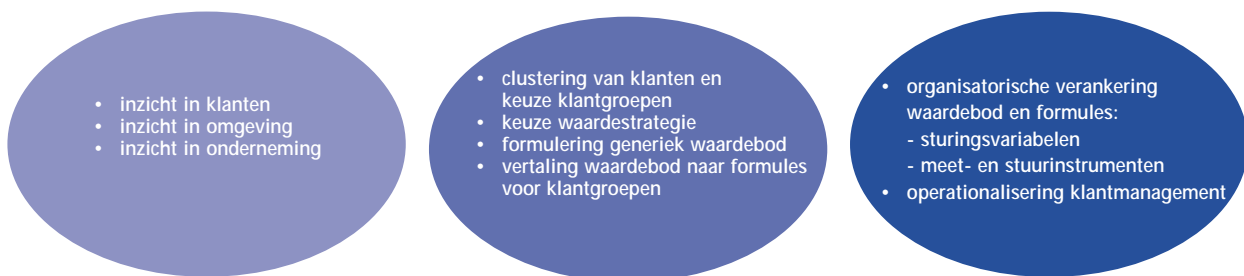 • inzicht in klanten
• inzicht in omgeving
• inzicht in onderneming
• clustering van klanten en
keuze klantgroepen
• keuze waardestrategie
• formulering generiek waardebod
• vertaling waardebod naar formules
voor klantgroepen
• organisatorische verankering
waardebod en formules:
- sturingsvariabelen
- meet- en stuurinstrumenten
• operationalisering klantmanagement